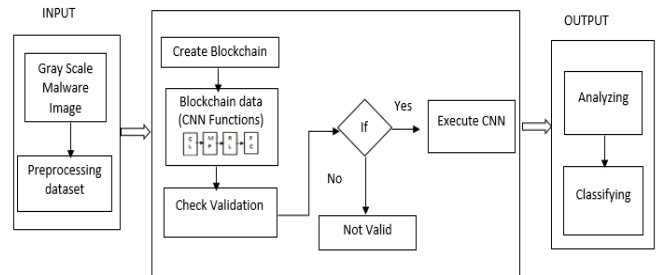 INPUT
Gray Scale
Malware
Image
Preprocessing
dataset
Create Blockchain
Blockchain data
(CNN Functions)
C
L
M
P
R
L
F
C
Check Validation
If
Yes
No
Not Valid
Execute CNN
OUTPUT
Analyzing
Classifying